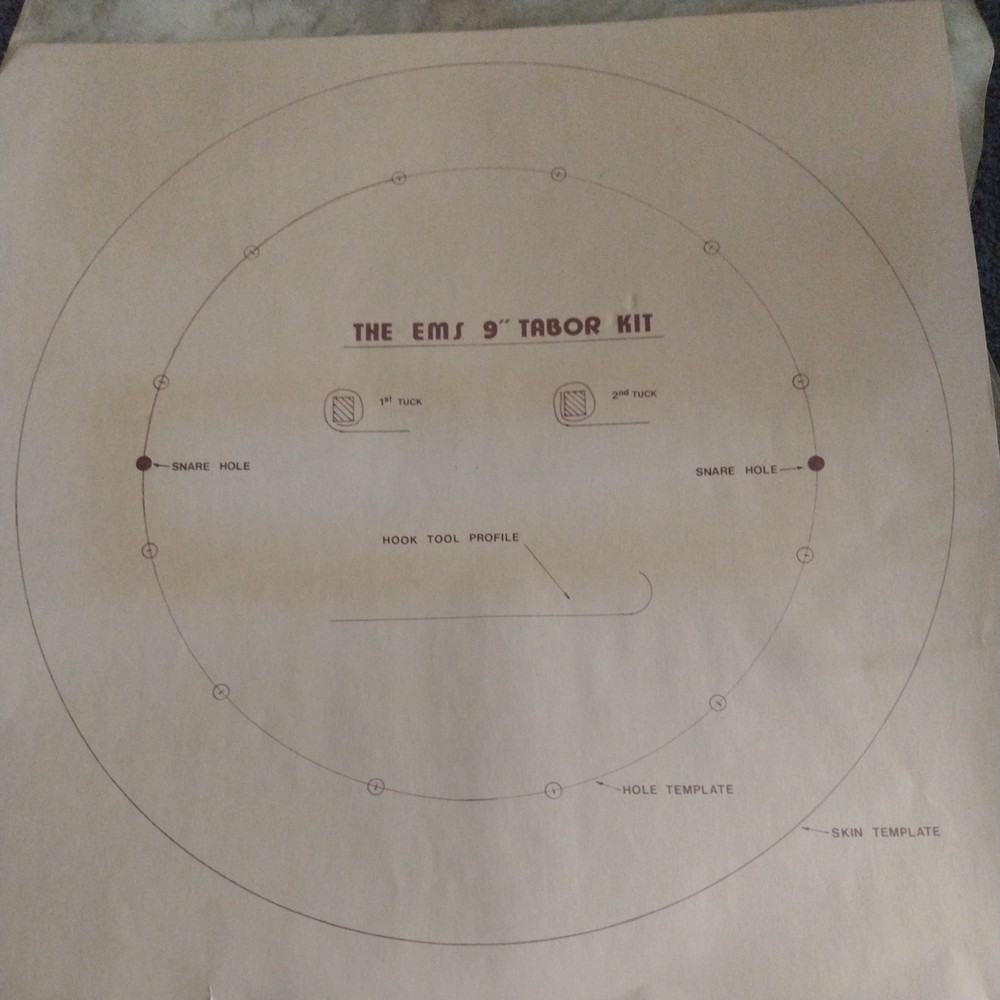 THE EMS 9" TABOR KIT
1st TUCK
2nd TUCK
SNARE HOLE
SNARE HOLE
HOOK TOOL PROFILE
HOLE TEMPLATE
SKIN TEMPLATE